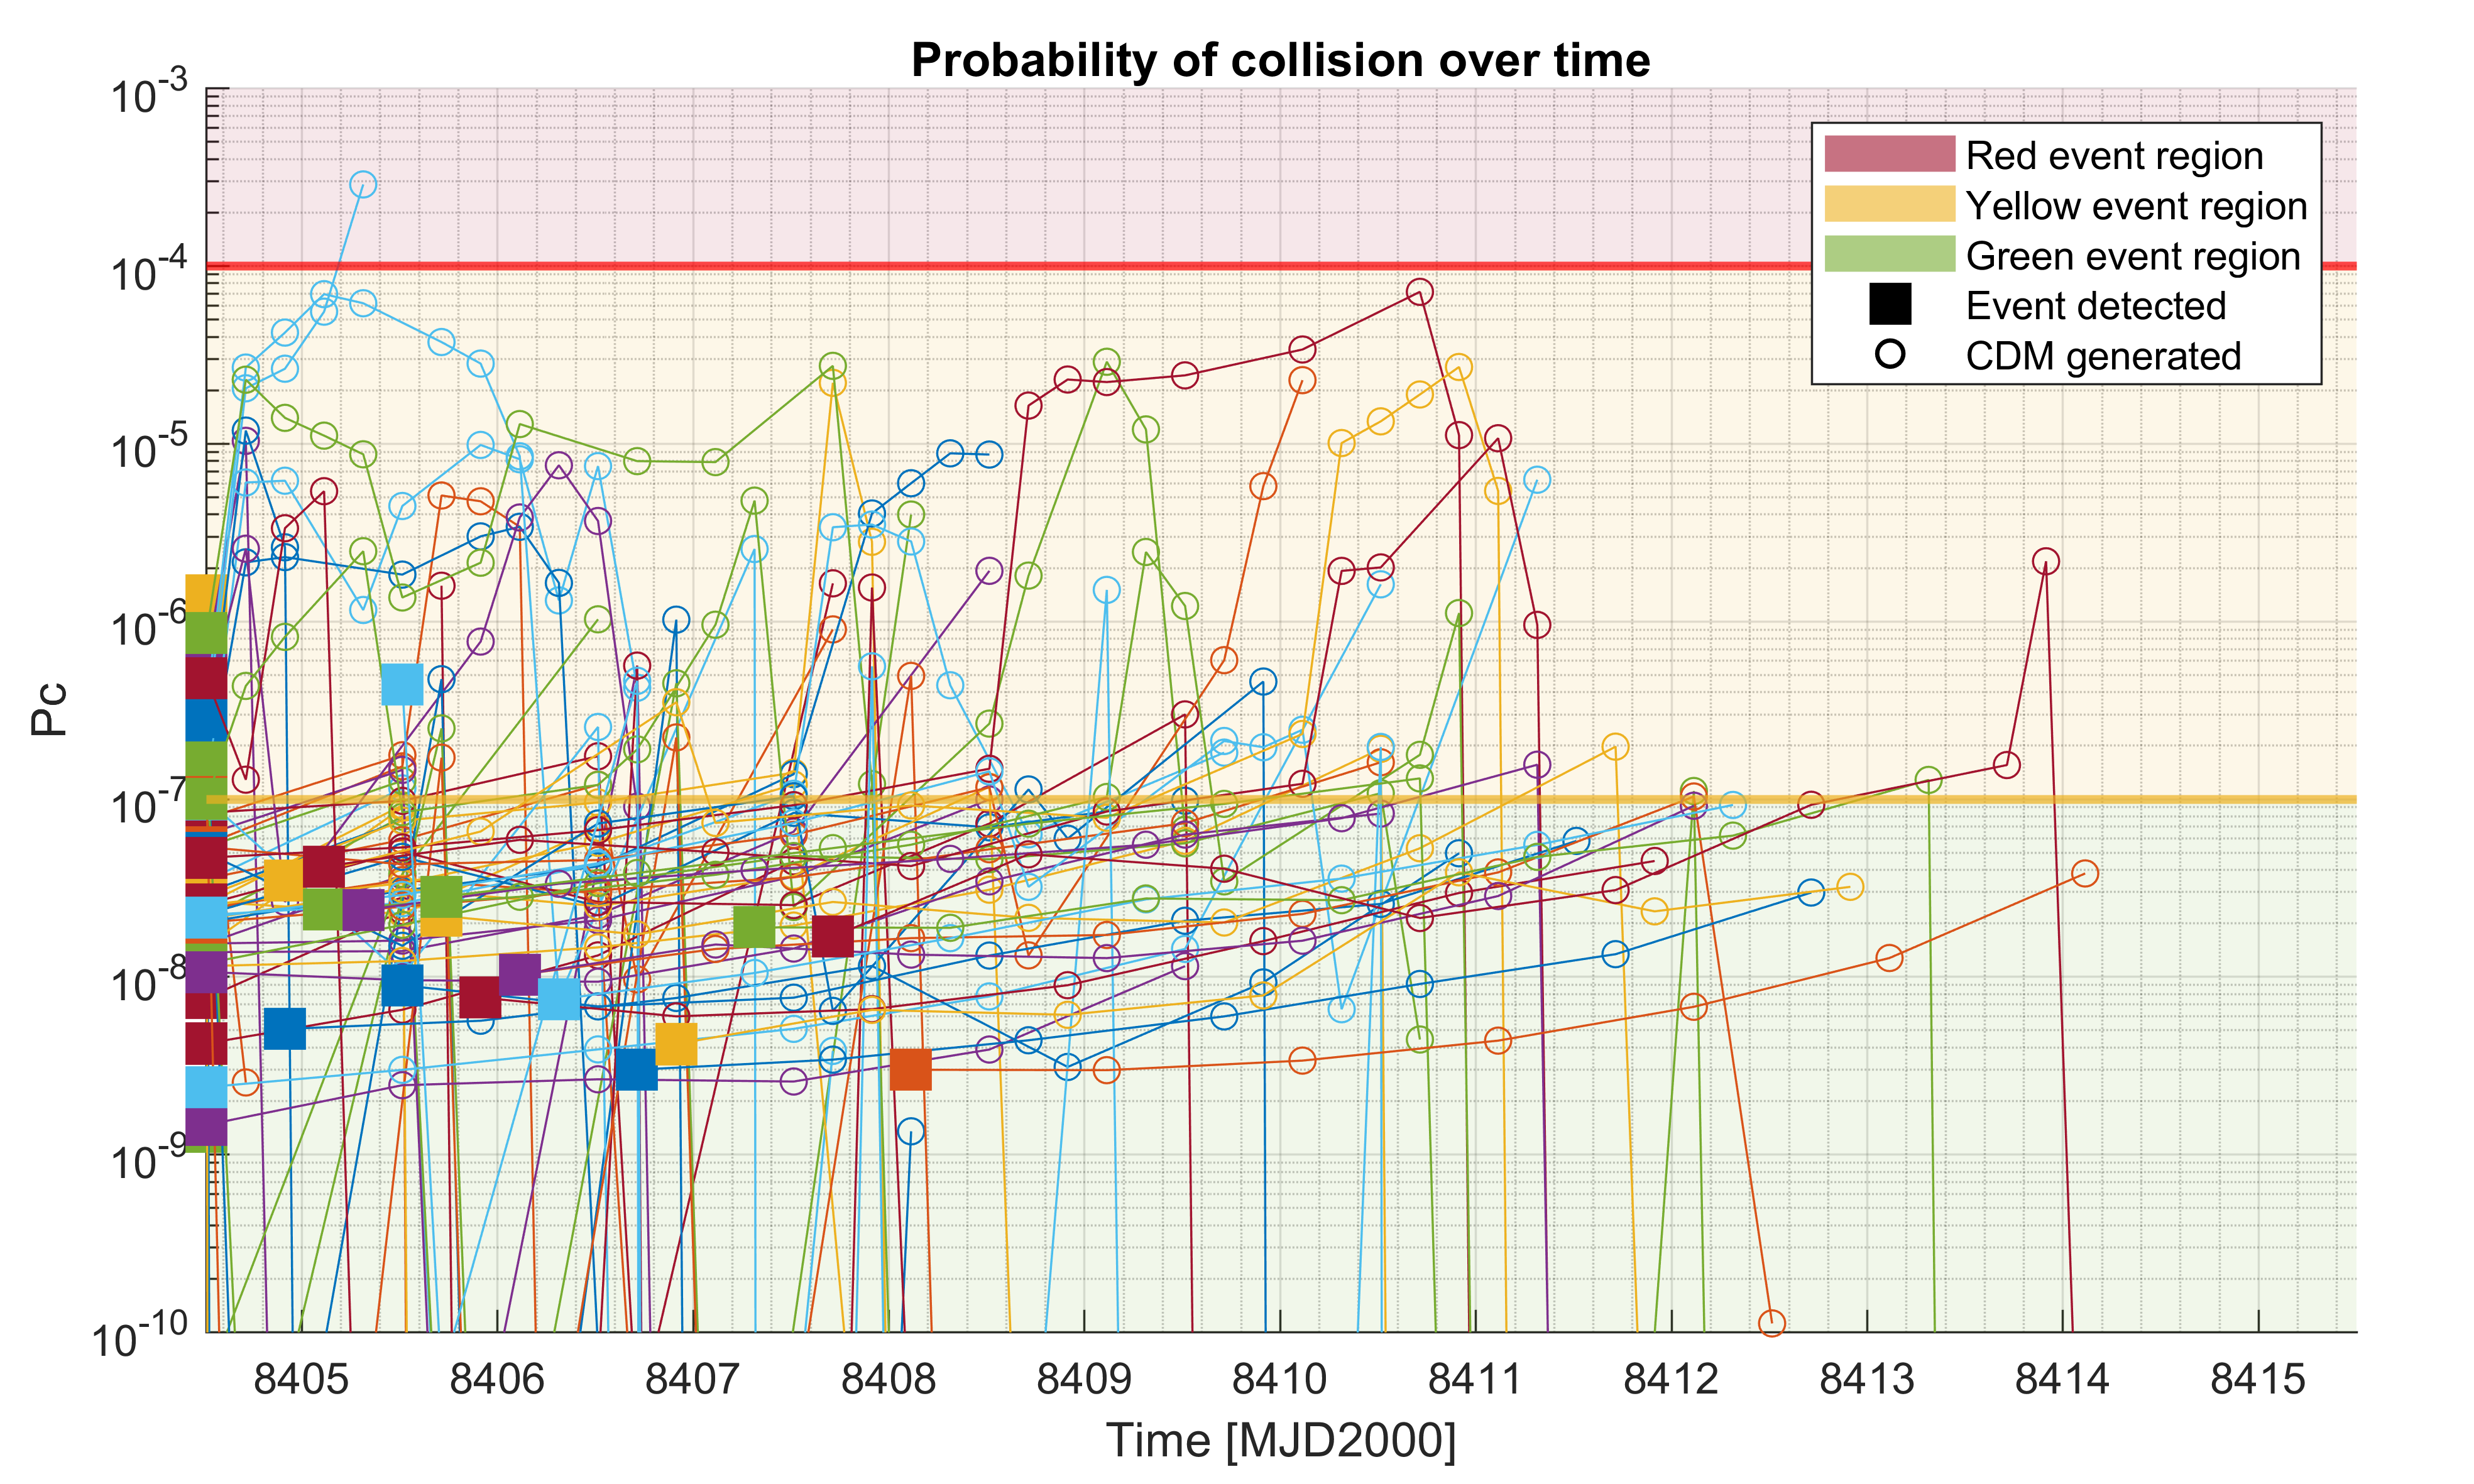 Probability of collision over time
10-3
10-4
10-5
10-6
10-7
10-8
10-9
10-10
Pc
Red event region
Yellow event region
Green event region
Event detected
CDM generated
8405 8406 8407 8408 8409 8410 8411 8412 8413 8414 8415
Time [MJD2000]